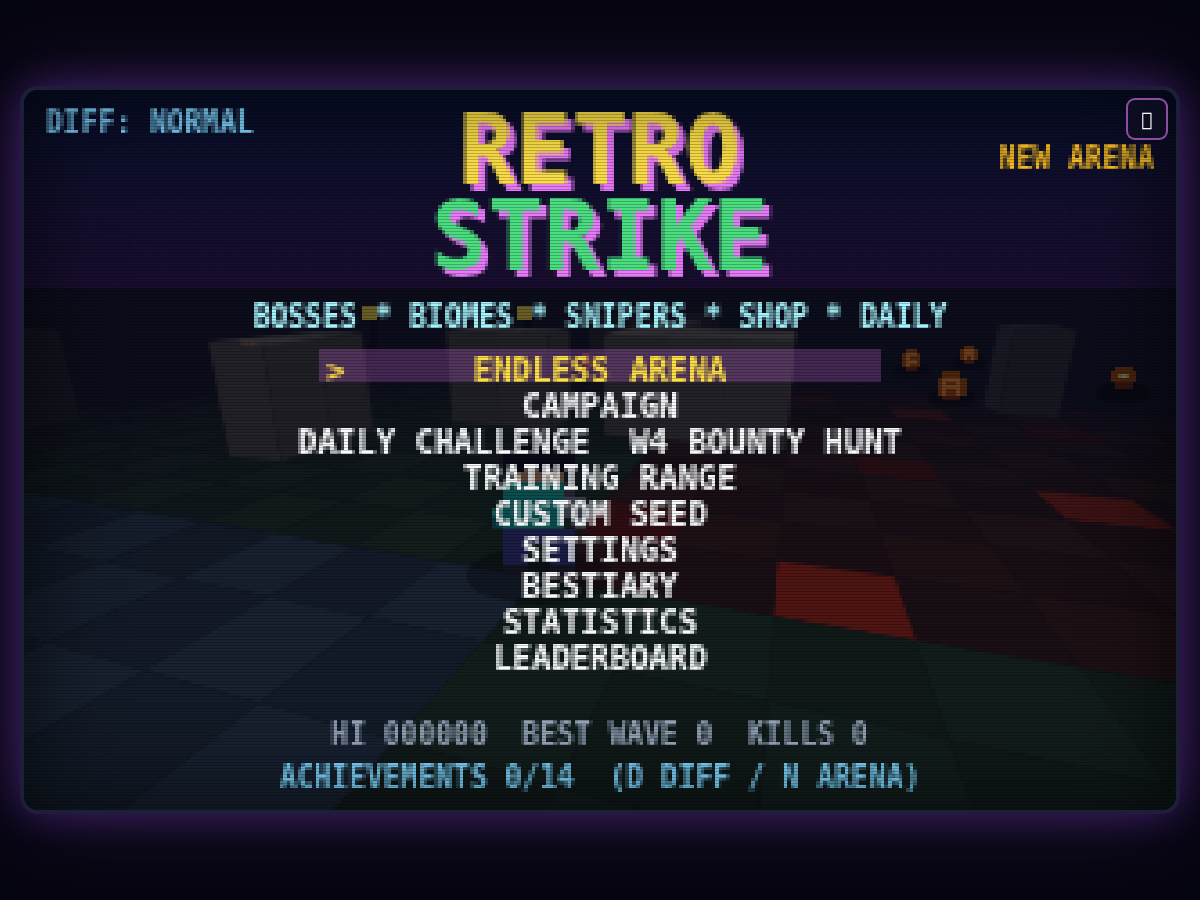 DIFF: NORMAL
RETRO
STRIKE
NEW ARENA
BOSSES * BIOMES * SNIPERS * SHOP * DAILY
> ENDLESS ARENA
CAMPAIGN
DAILY CHALLENGE W4 BOUNTY HUNT
TRAINING RANGE
CUSTOM SEED
SETTINGS
BESTIARY
STATISTICS
LEADERBOARD
HI 000000 BEST WAVE 0 KILLS 0
ACHIEVEMENTS 0/14 (D DIFF / N ARENA)